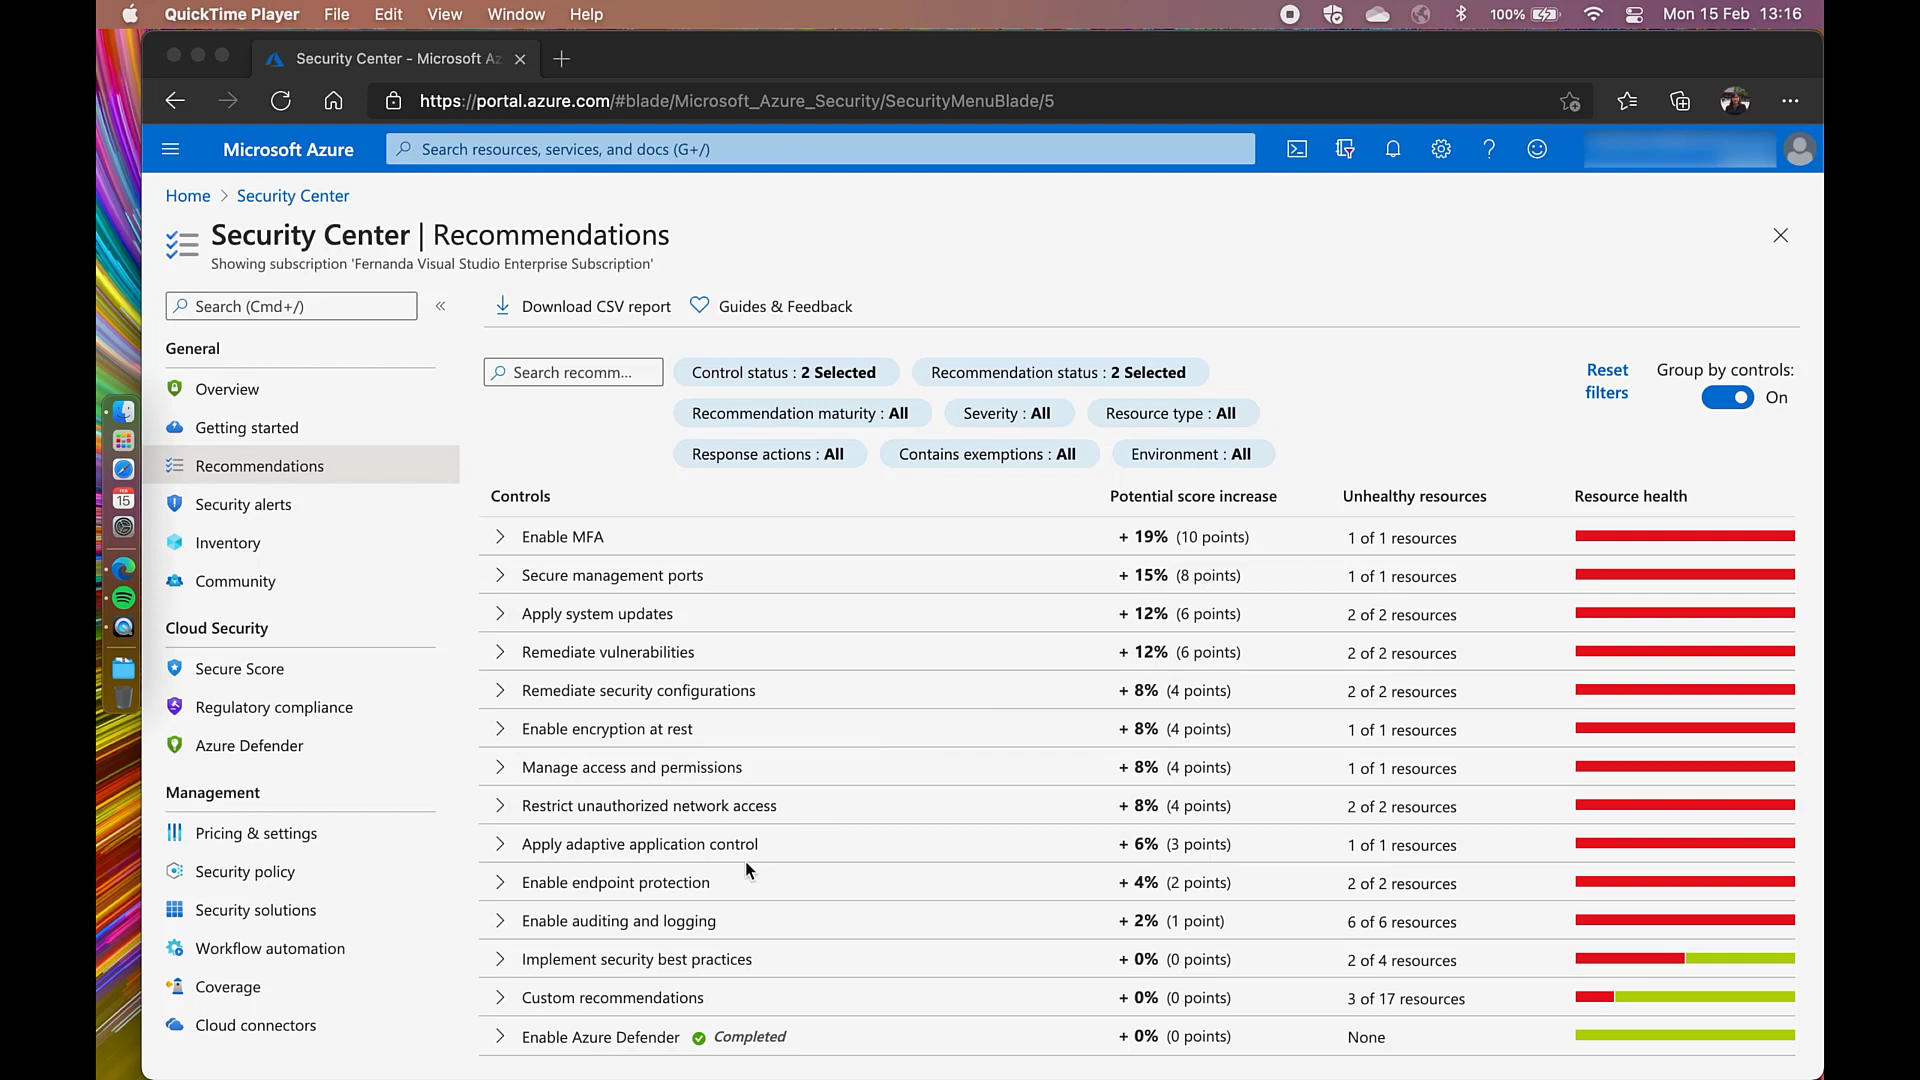 QuickTime Player File Edit View Window Help 100% Mon 15 Feb 13:16
Security Center - Microsoft Az
https://portal.azure.com/#blade/Microsoft_Azure_Security/SecurityMenuBlade/5
Microsoft Azure Search resources, services, and docs (G+/)
Home > Security Center
Security Center | Recommendations
Showing subscription 'Fernanda Visual Studio Enterprise Subscription'
Search (Cmd+/) «
General
Overview
Getting started
Recommendations
Security alerts
Inventory
Community
Cloud Security
Secure Score
Regulatory compliance
Azure Defender
Management
Pricing & settings
Security policy
Security solutions
Workflow automation
Coverage
Cloud connectors
FEB
15
Download CSV report Guides & Feedback
Search recomm... Control status : 2 Selected Recommendation status : 2 Selected
Recommendation maturity : All Severity : All Resource type : All
Response actions : All Contains exemptions : All Environment : All
Reset
filters
Group by controls:
On
Controls Potential score increase Unhealthy resources Resource health
Enable MFA + 19% (10 points) 1 of 1 resources
Secure management ports + 15% (8 points) 1 of 1 resources
Apply system updates + 12% (6 points) 2 of 2 resources
Remediate vulnerabilities + 12% (6 points) 2 of 2 resources
Remediate security configurations + 8% (4 points) 2 of 2 resources
Enable encryption at rest + 8% (4 points) 1 of 1 resources
Manage access and permissions + 8% (4 points) 1 of 1 resources
Restrict unauthorized network access + 8% (4 points) 2 of 2 resources
Apply adaptive application control + 6% (3 points) 1 of 1 resources
Enable endpoint protection + 4% (2 points) 2 of 2 resources
Enable auditing and logging + 2% (1 point) 6 of 6 resources
Implement security best practices + 0% (0 points) 2 of 4 resources
Custom recommendations + 0% (0 points) 3 of 17 resources
Enable Azure Defender Completed + 0% (0 points) None